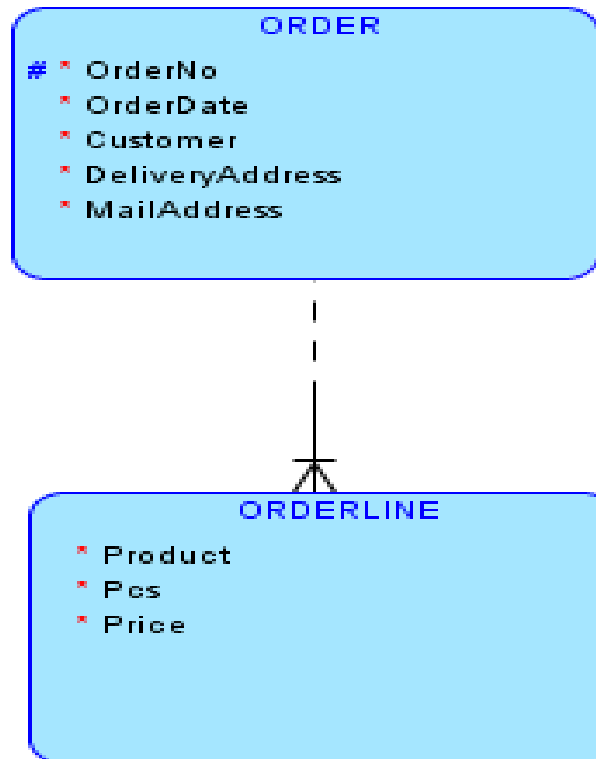 ORDER
# * OrderNo
* OrderDate
* Customer
* DeliveryAddress
* MailAddress
ORDERLINE
* Product
* Pcs
* Price